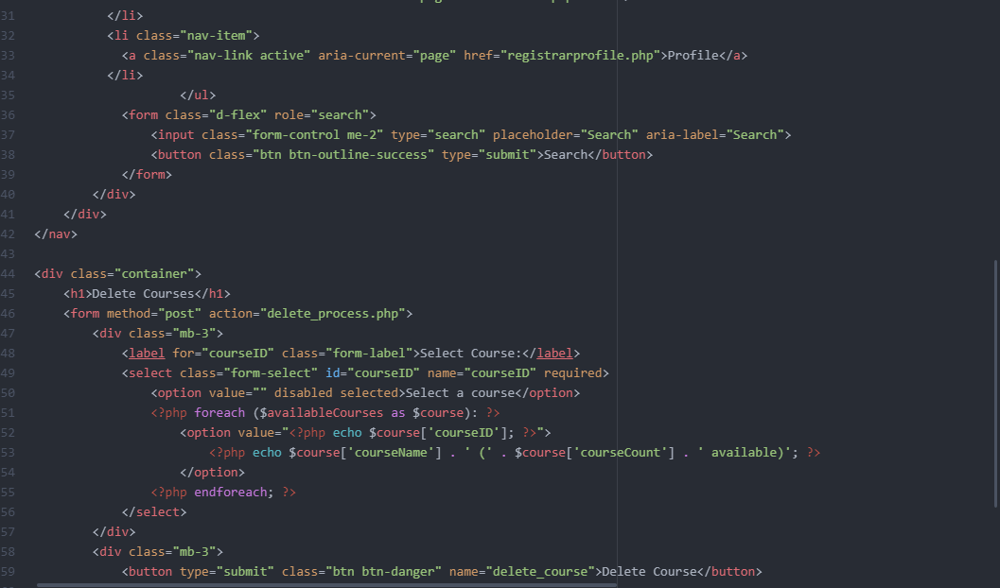 31 </li>
32 <li class="nav-item">
33 <a class="nav-link active" aria-current="page" href="registrarprofile.php">Profile</a>
34 </li>
35 </ul>
36 <form class="d-flex" role="search">
37 <input class="form-control me-2" type="search" placeholder="Search" aria-label="Search">
38 <button class="btn btn-outline-success" type="submit">Search</button>
39 </form>
40 </div>
41 </div>
42 </nav>
43
44 <div class="container">
45 <h1>Delete Courses</h1>
46 <form method="post" action="delete_process.php">
47 <div class="mb-3">
48 <label for="courseID" class="form-label">Select Course:</label>
49 <select class="form-select" id="courseID" name="courseID" required>
50 <option value="" disabled selected>Select a course</option>
51 <?php foreach ($availableCourses as $course): ?>
52 <option value="<?php echo $course['courseID']; ?>">
53 <?php echo $course['courseName'] . ' (' . $course['courseCount'] . ' available)'; ?>
54 </option>
55 <?php endforeach; ?>
56 </select>
57 </div>
58 <div class="mb-3">
59 <button type="submit" class="btn btn-danger" name="delete_course">Delete Course</button>